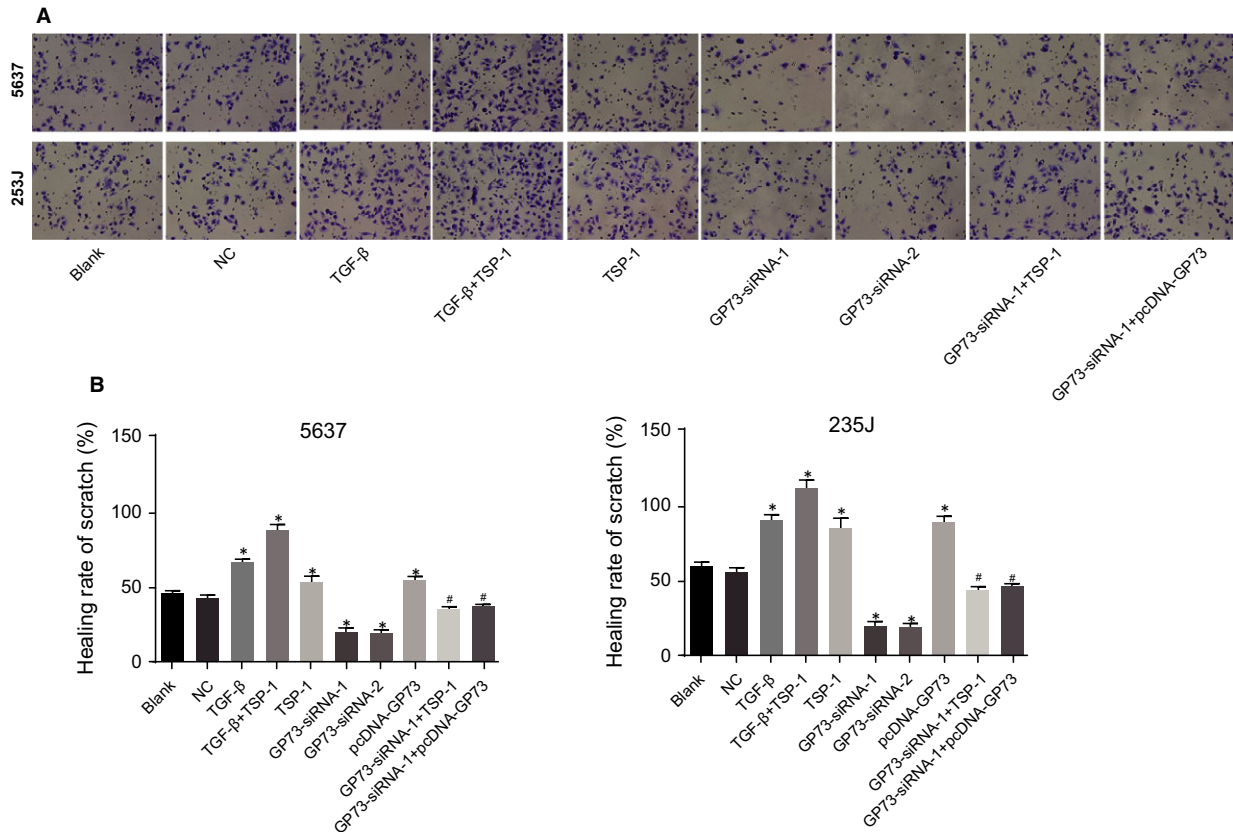 A
5637
253J
Blank
NC
TGF-β
TGF-β+TSP-1
TSP-1
GP73-siRNA-1
GP73-siRNA-2
GP73-siRNA-1+TSP-1
GP73-siRNA-1+pcDNA-GP73
B
5637
Healing rate of scratch (%)
150
100
50
0
*
*
*
*
*
*
#
#
Blank
NC
TGF-β
TGF-β+TSP-1
TSP-1
GP73-siRNA-1
GP73-siRNA-2
pcDNA-GP73
GP73-siRNA-1+TSP-1
GP73-siRNA-1+pcDNA-GP73
235J
Healing rate of scratch (%)
150
100
50
0
*
*
*
*
*
*
#
#
Blank
NC
TGF-β
TGF-β+TSP-1
TSP-1
GP73-siRNA-1
GP73-siRNA-2
pcDNA-GP73
GP73-siRNA-1+TSP-1
GP73-siRNA-1+pcDNA-GP73